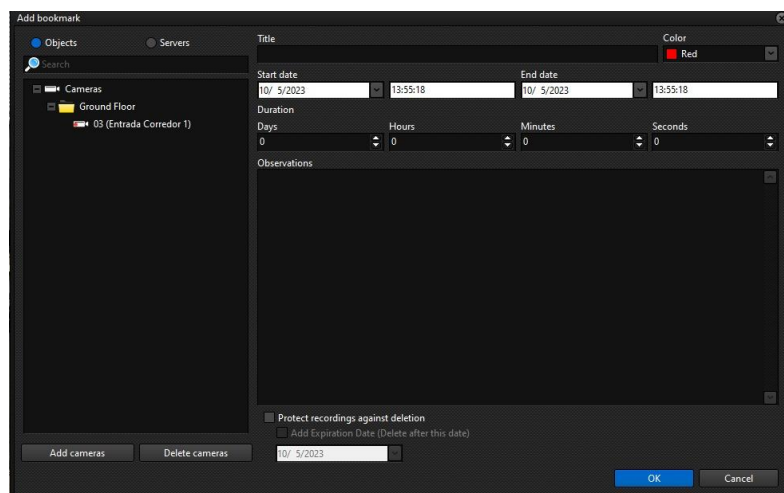 Add bookmark
Objects Servers
Search
Cameras
Ground Floor
03 (Entrada Corredor 1)
Add cameras Delete cameras
Title Color
Red
Start date End date
10/ 5/2023 13:55:18 10/ 5/2023 13:55:18
Duration
Days Hours Minutes Seconds
0 0 0 0
Observations
Protect recordings against deletion
Add Expiration Date (Delete after this date)
10/ 5/2023
OK Cancel